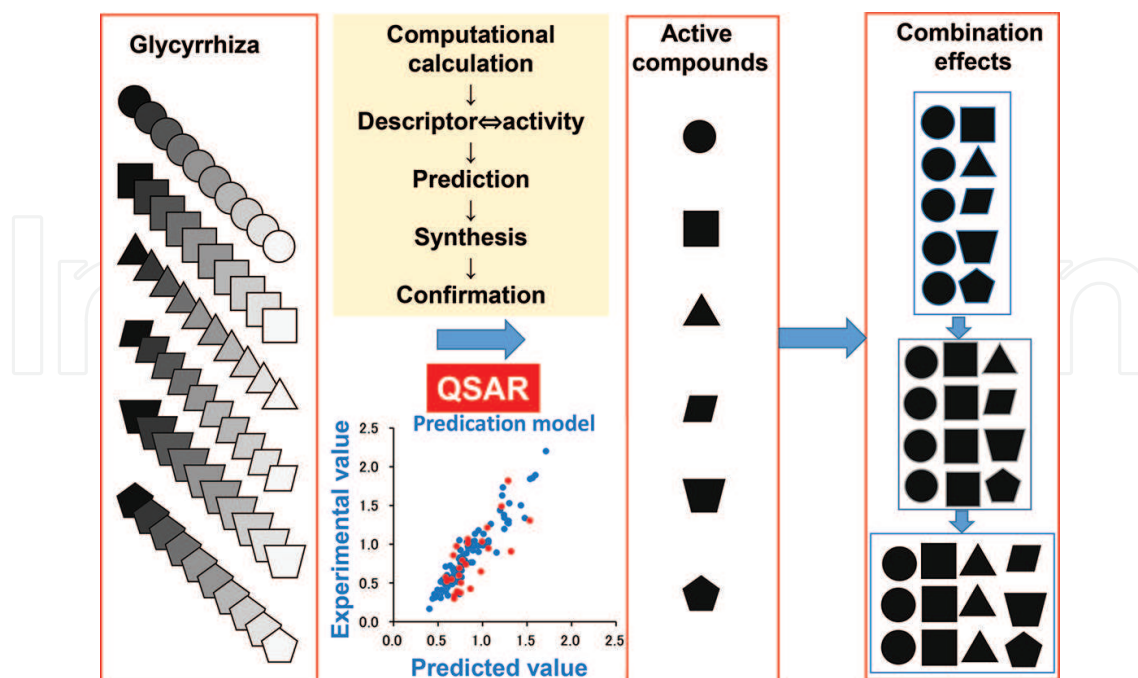 Glycyrrhiza
Computational
calculation
↓
Descriptor⇔activity
↓
Prediction
↓
Synthesis
↓
Confirmation
QSAR
Predication model
Experimental value
2.5
2.0
1.5
1.0
0.5
0.0
0.0 0.5 1.0 1.5 2.0 2.5
Predicted value
Active
compounds
Combination
effects